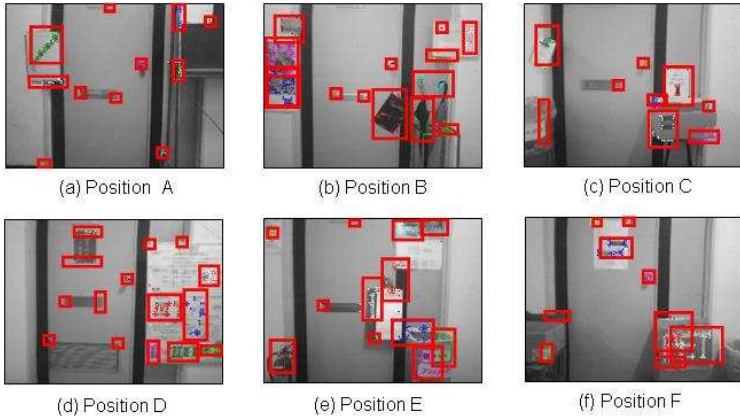 (a) Position A
(b) Position B
(c) Position C
(d) Position D
(e) Position E
(f) Position F